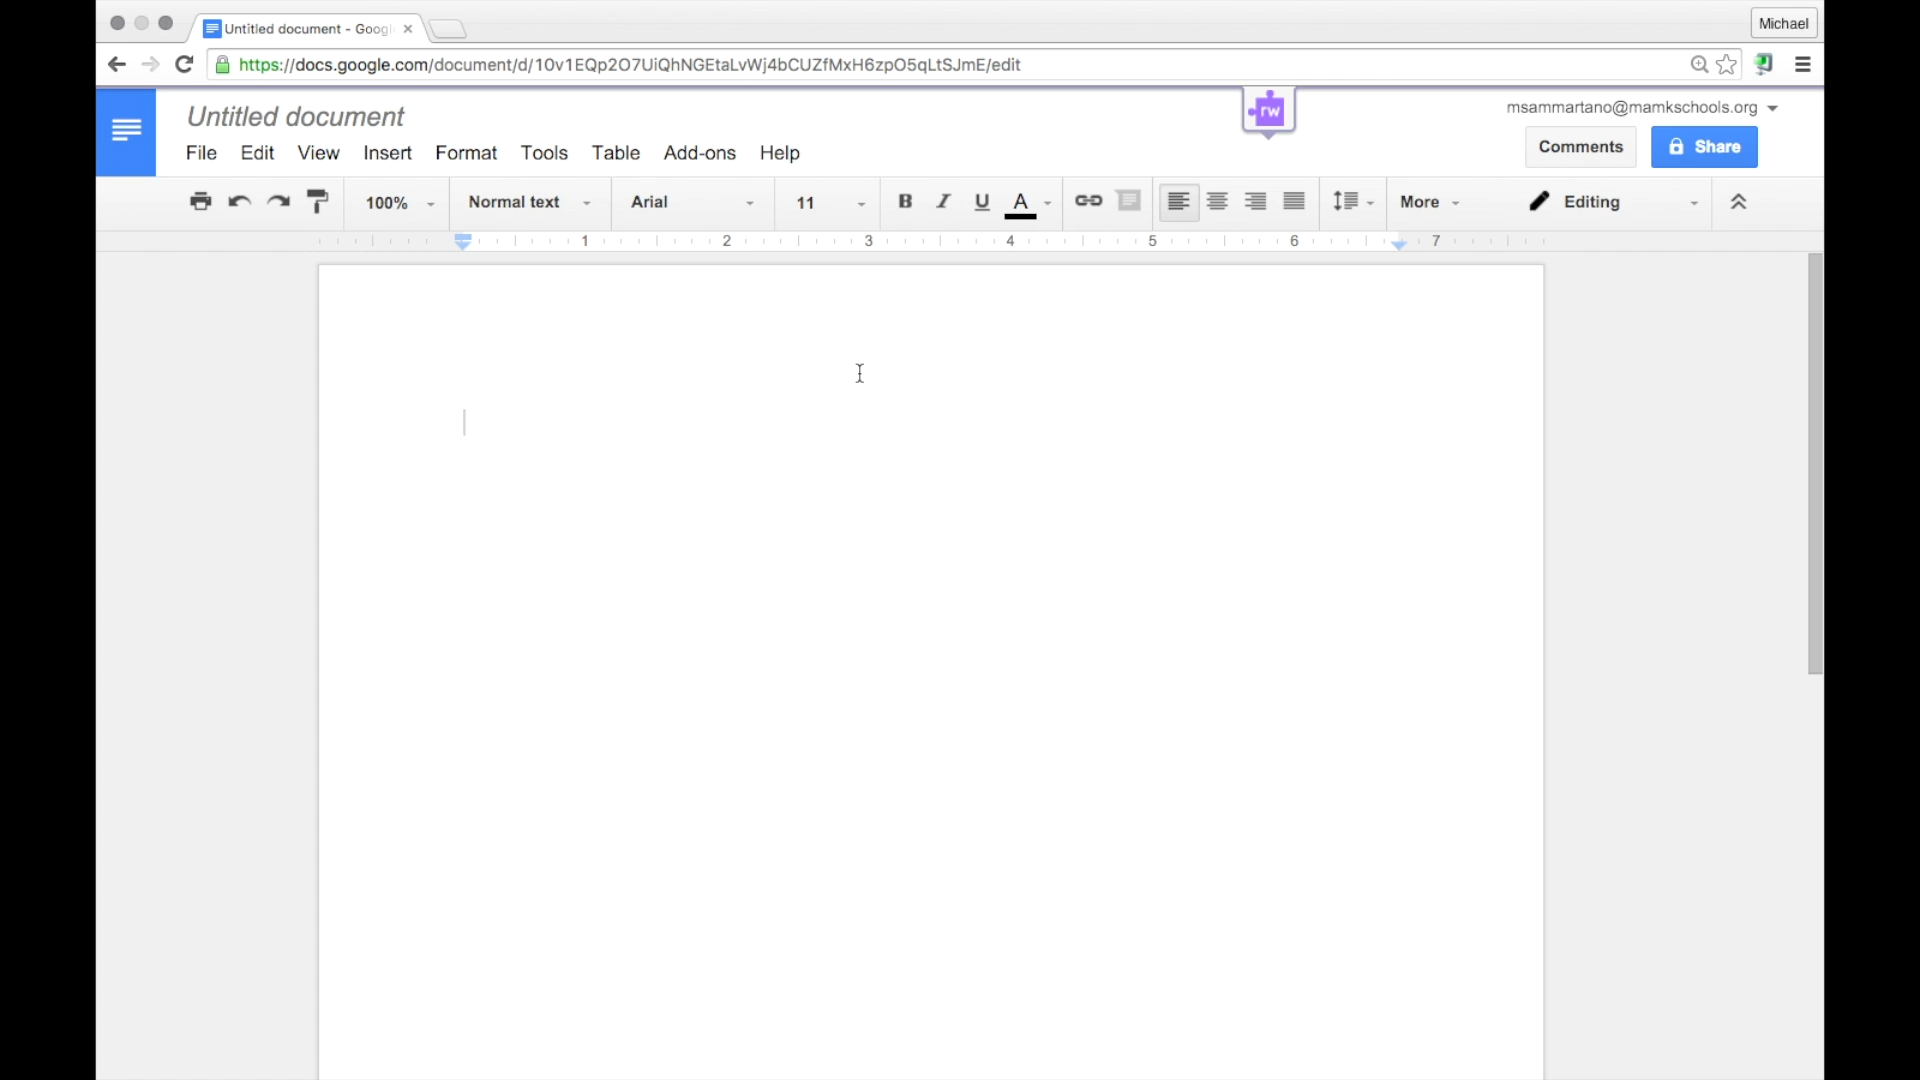 Untitled document - Goog
Michael
https://docs.google.com/document/d/10v1EQp2O7UiQhNGEtaLvWj4bCUZfMxH6zpO5qLtSJmE/edit
Untitled document
rw
msammartano@mamkschools.org
File Edit View Insert Format Tools Table Add-ons Help
Comments
Share
100% Normal text Arial 11 B I U A More Editing
1 2 3 4 5 6 7